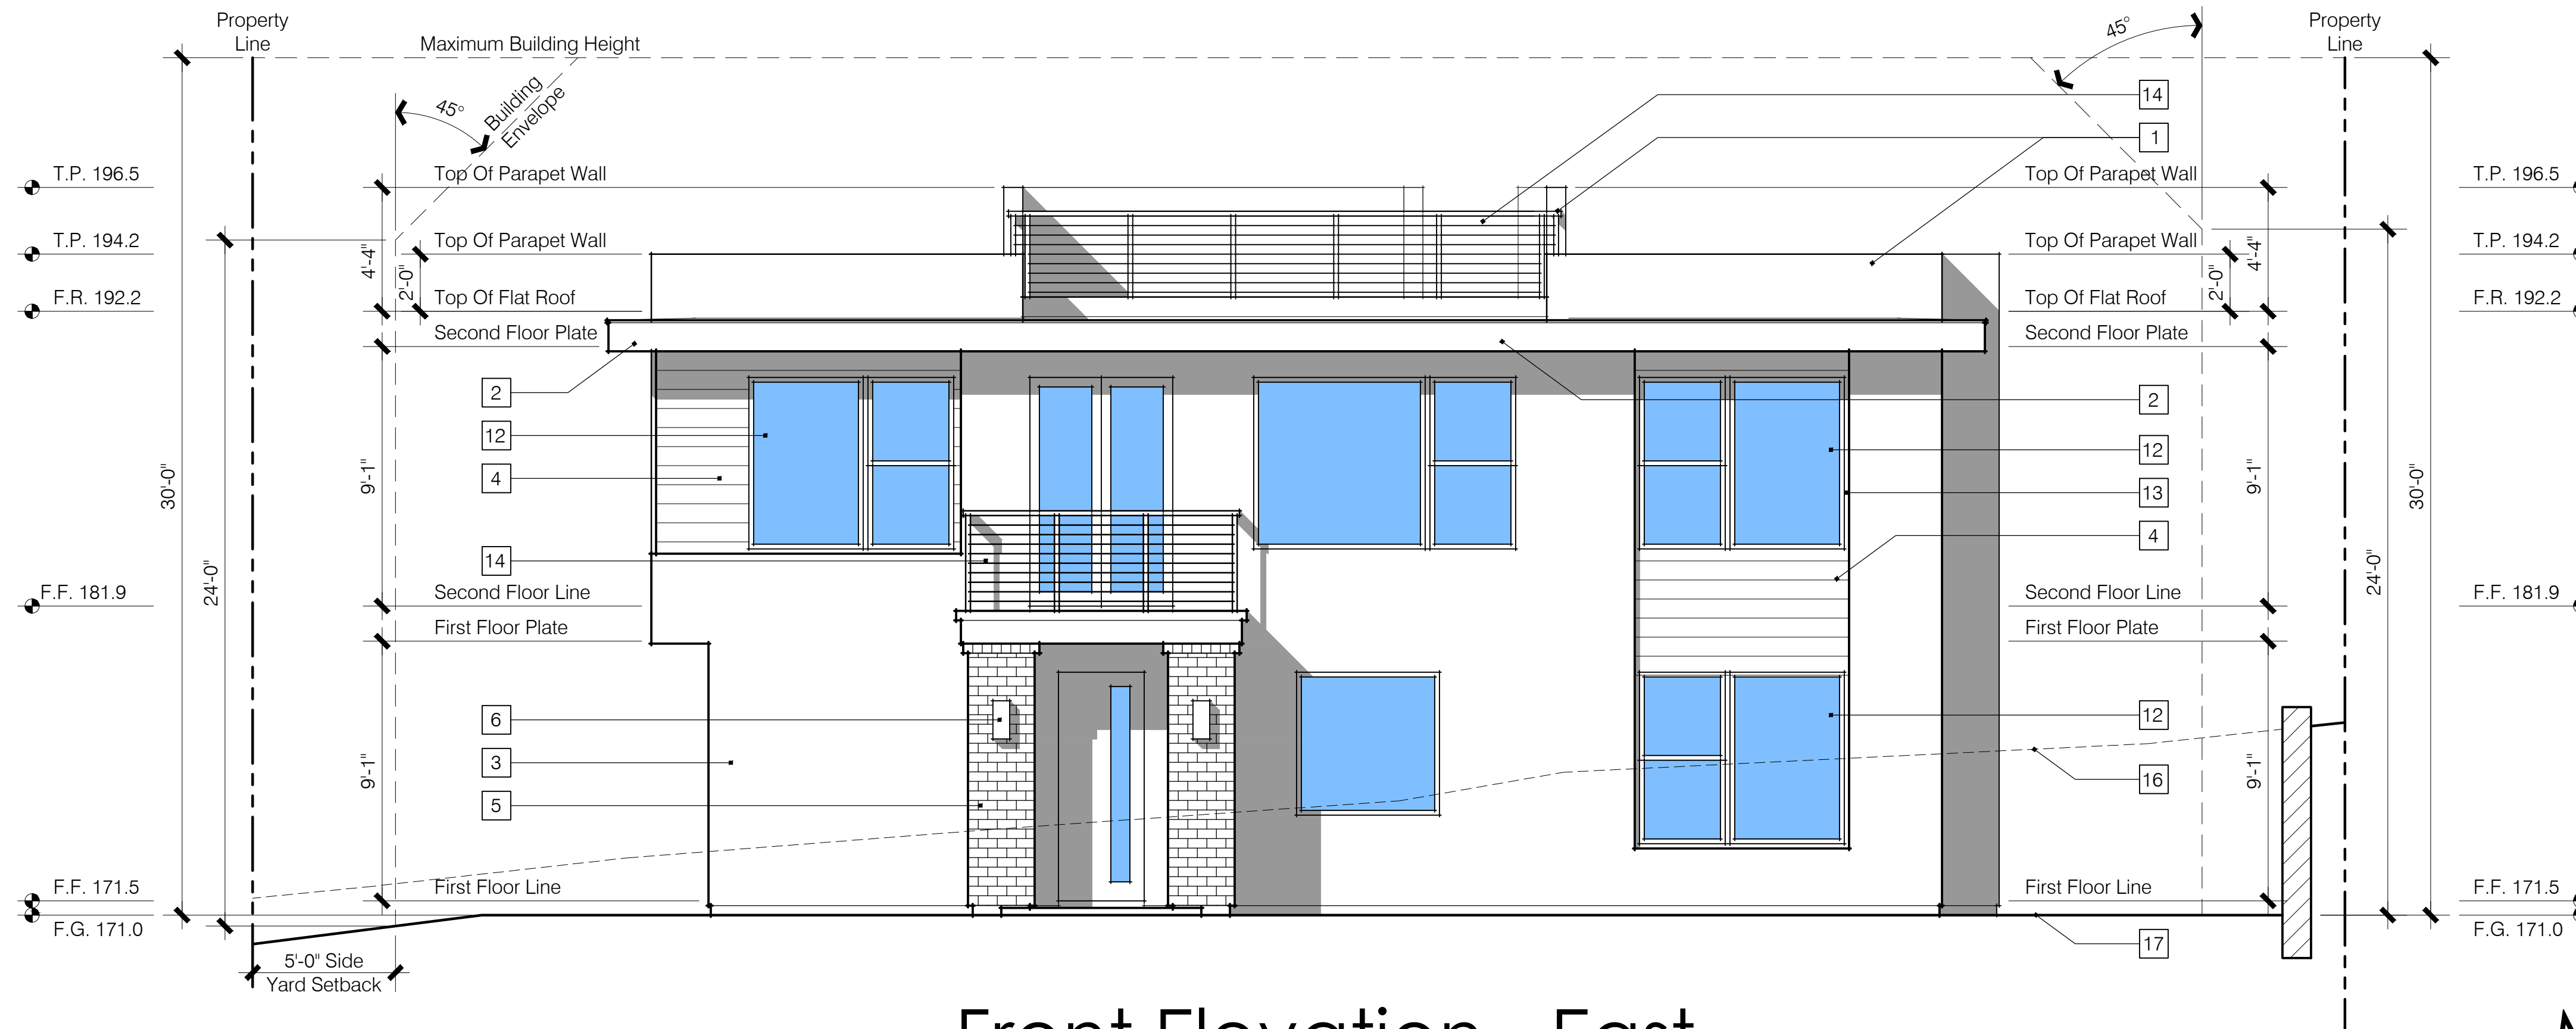 Property
Line
Maximum Building Height
45°
Building
Envelope
45°
Property
Line
14
1
T.P. 196.5
Top Of Parapet Wall
Top Of Parapet Wall
T.P. 196.5
T.P. 194.2
Top Of Parapet Wall
Top Of Parapet Wall
T.P. 194.2
4'-4"
2'-0"
4'-4"
2'-0"
F.R. 192.2
Top Of Flat Roof
Top Of Flat Roof
F.R. 192.2
Second Floor Plate
Second Floor Plate
2
2
12
12
30'-0"
9'-1"
4
13
9'-1"
30'-0"
4
14
24'-0"
24'-0"
F.F. 181.9
Second Floor Line
Second Floor Line
F.F. 181.9
First Floor Plate
First Floor Plate
6
12
3
9'-1"
16
9'-1"
5
F.F. 171.5
First Floor Line
First Floor Line
F.F. 171.5
F.G. 171.0
F.G. 171.0
17
5'-0" Side
Yard Setback
Front Elevation - East